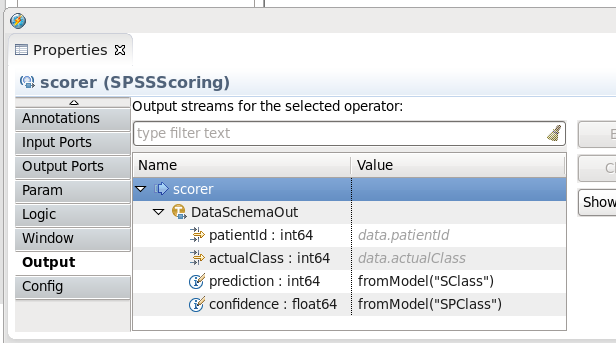 Properties
scorer (SPSSScoring)
Output streams for the selected operator:
Annotations
Input Ports
Output Ports
Param
Logic
Window
Output
Config
type filter text
Name Value
scorer
DataSchemaOut
patientId : int64 data.patientId
actualClass : int64 data.actualClass
prediction : int64 fromModel("SClass")
confidence : float64 fromModel("SPClass")
Show